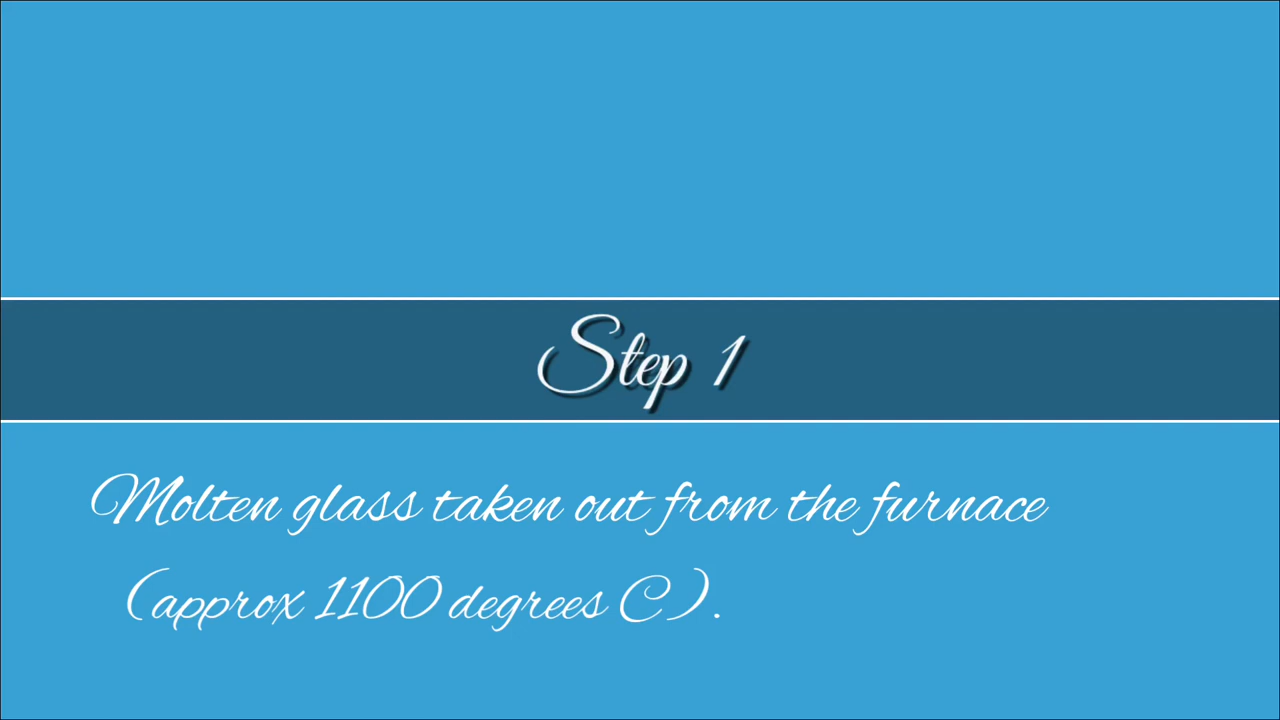 Step 1
Molten glass taken out from the furnace
(approx 1100 degrees C).